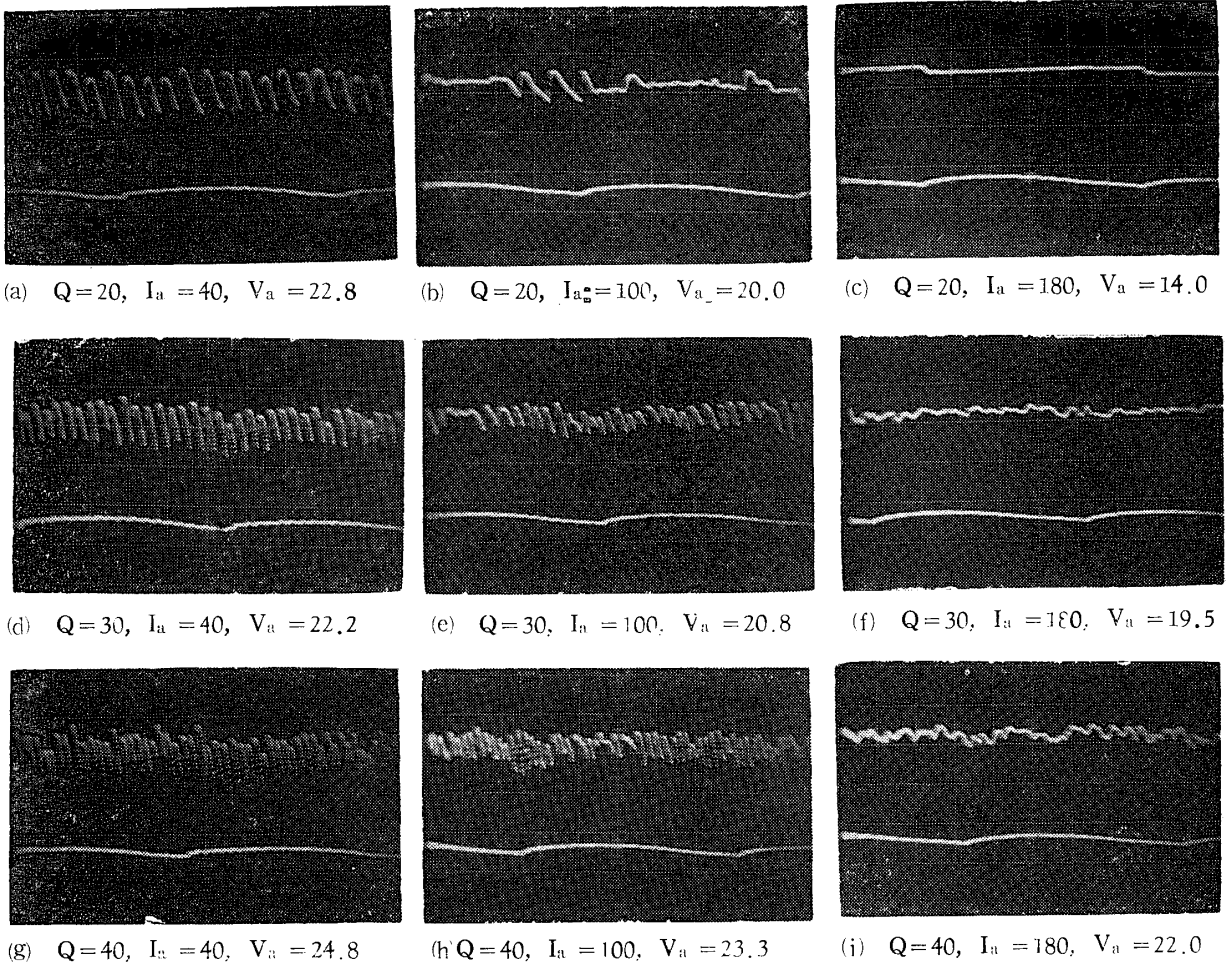 (a) Q=20, Iₐ=40, Vₐ=22.8
(b) Q=20, Iₐ=100, Vₐ=20.0
(c) Q=20, Iₐ=180, Vₐ=14.0
(d) Q=30, Iₐ=40, Vₐ=22.2
(e) Q=30, Iₐ=100, Vₐ=20.8
(f) Q=30, Iₐ=180, Vₐ=19.5
(g) Q=40, Iₐ=40, Vₐ=24.8
(h) Q=40, Iₐ=100, Vₐ=23.3
(i) Q=40, Iₐ=180, Vₐ=22.0